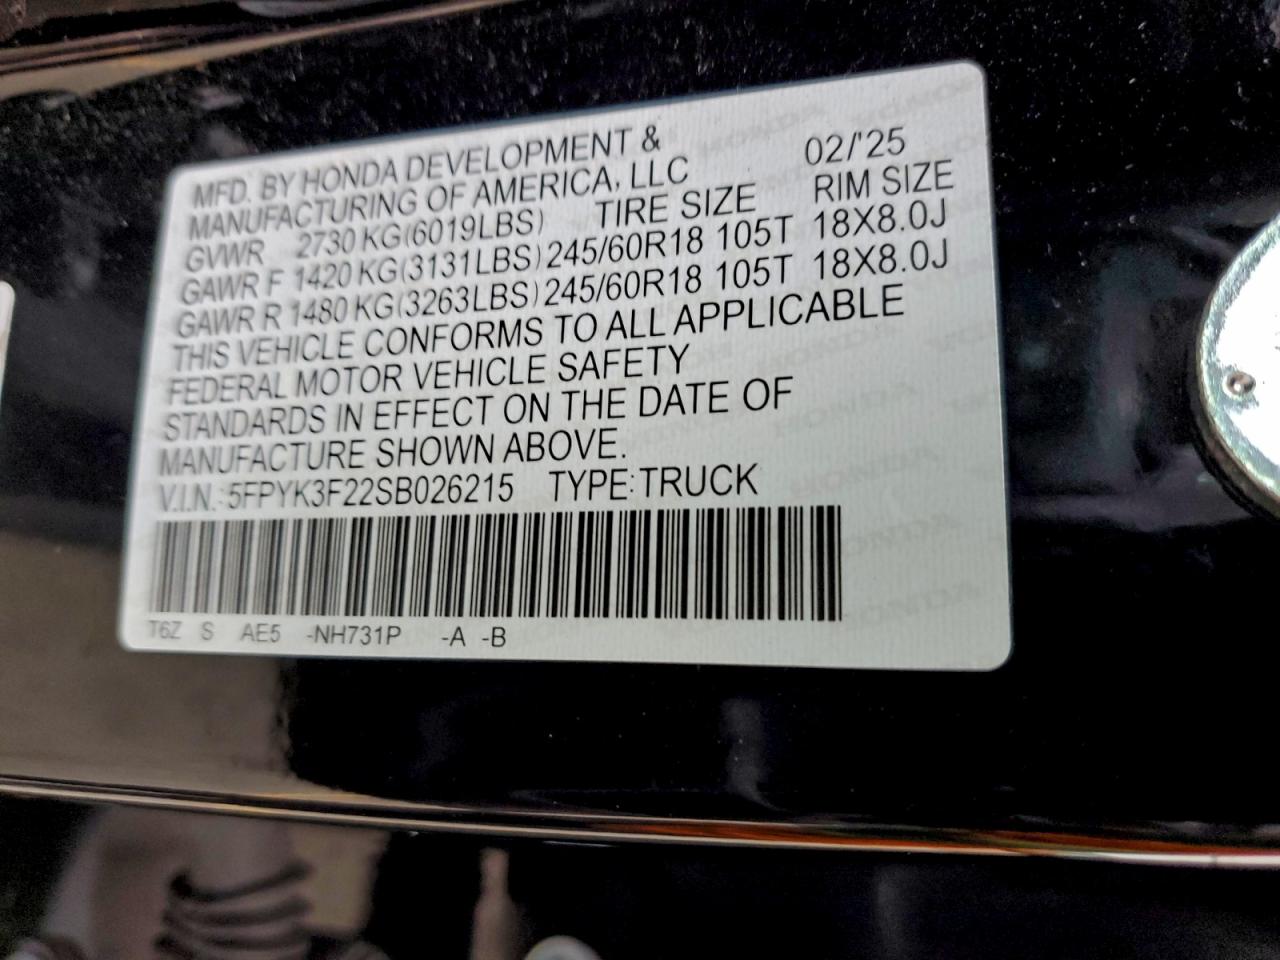 MFD. BY HONDA DEVELOPMENT &
MANUFACTURING OF AMERICA, LLC 02/'25
GVWR 2730 KG(6019LBS) TIRE SIZE RIM SIZE
GAWR F 1420 KG(3131LBS) 245/60R18 105T 18X8.0J
GAWR R 1480 KG(3263LBS) 245/60R18 105T 18X8.0J
THIS VEHICLE CONFORMS TO ALL APPLICABLE
FEDERAL MOTOR VEHICLE SAFETY
STANDARDS IN EFFECT ON THE DATE OF
MANUFACTURE SHOWN ABOVE.
V.I.N.: 5FPYK3F22SB026215 TYPE: TRUCK
T6Z S AE5 -NH731P -A -B